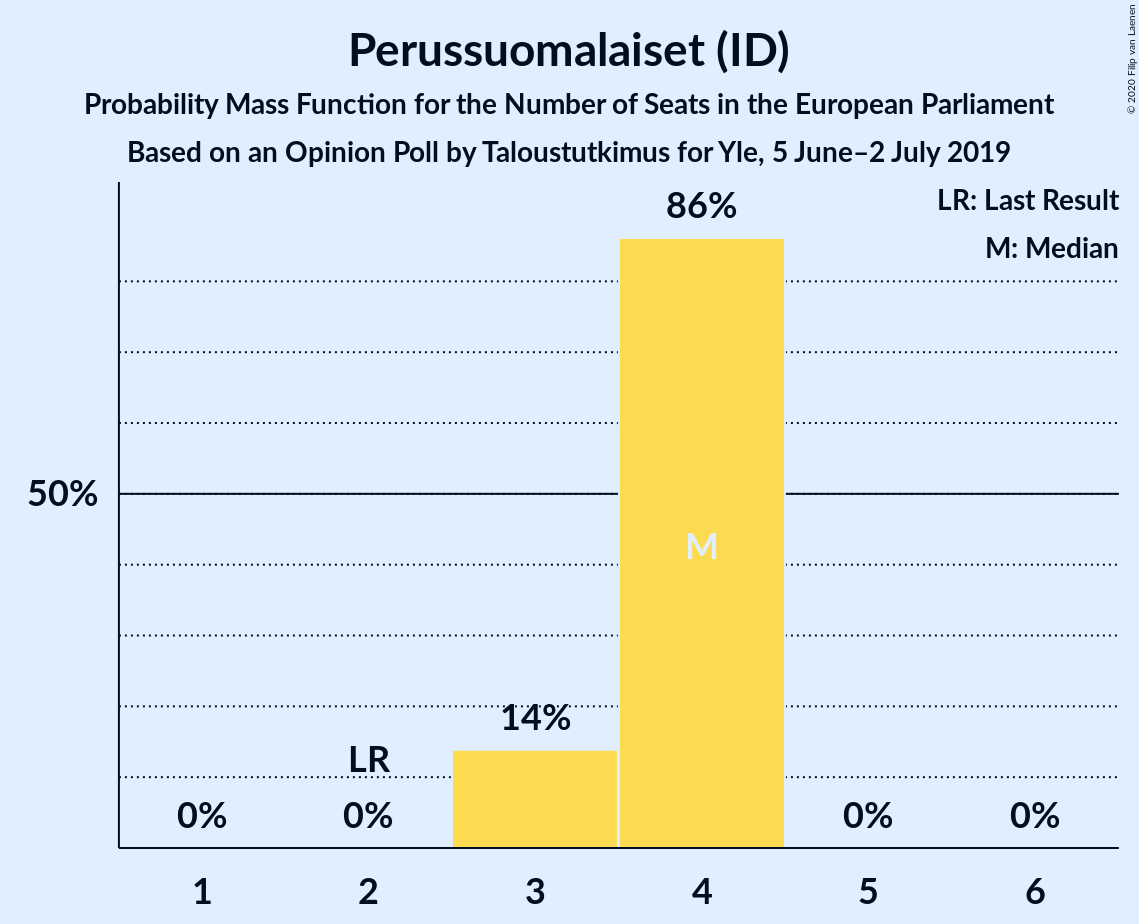 Perussuomalaiset (ID)
Probability Mass Function for the Number of Seats in the European Parliament
Based on an Opinion Poll by Taloustutkimus for Yle, 5 June–2 July 2019
© 2020 Filip van Laenen
LR: Last Result
M: Median
86%
50%
M
14%
LR
0%
0%
0%
0%
1
2
3
4
5
6